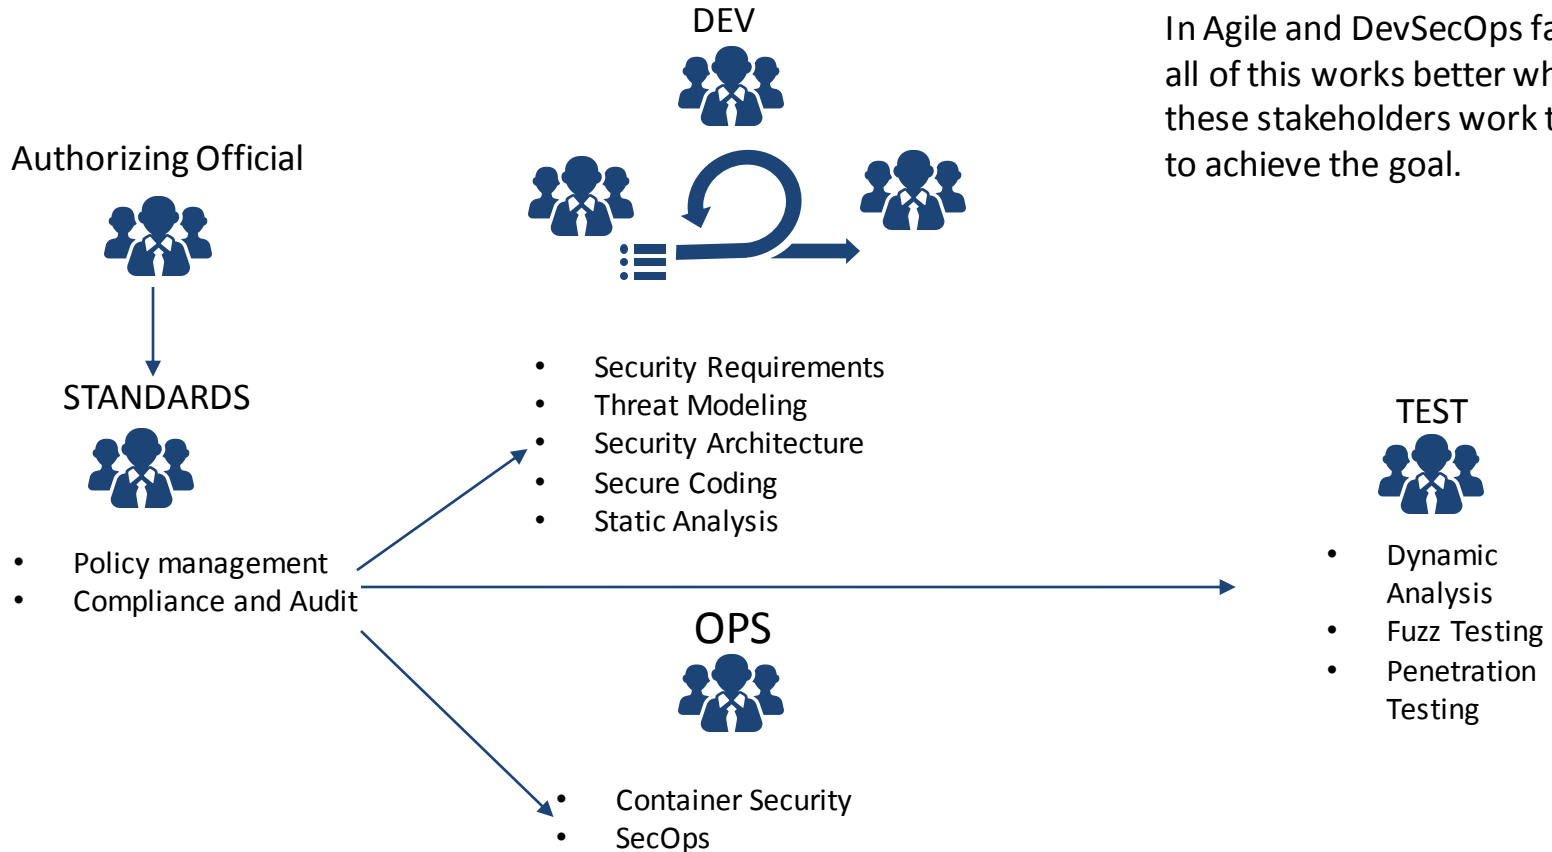 DEV
In Agile and DevSecOps
all of this works better
these stakeholders work
to achieve the goal.
Authorizing Official
STANDARDS
• Policy management
• Compliance and Audit
• Security Requirements
• Threat Modeling
• Security Architecture
• Secure Coding
• Static Analysis
OPS
• Container Security
• SecOps
TEST
• Dynamic
Analysis
• Fuzz Testing
• Penetration
Testing